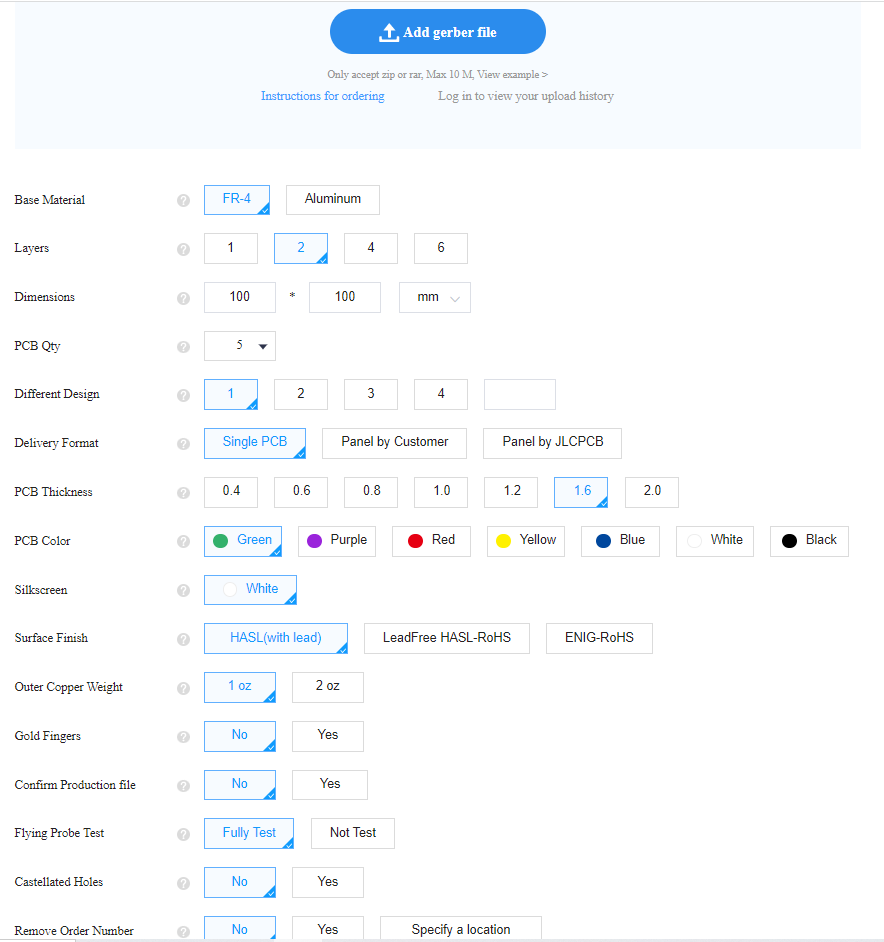 Add gerber file
Only accept zip or rar, Max 10 M, View example >
Instructions for ordering Log in to view your upload history
Base Material ? FR-4 Aluminum
Layers ? 1 2 4 6
Dimensions ? 100 * 100 mm
PCB Qty ? 5
Different Design ? 1 2 3 4
Delivery Format ? Single PCB Panel by Customer Panel by JLCPCB
PCB Thickness ? 0.4 0.6 0.8 1.0 1.2 1.6 2.0
PCB Color ? Green Purple Red Yellow Blue White Black
Silkscreen ? White
Surface Finish ? HASL(with lead) LeadFree HASL-RoHS ENIG-RoHS
Outer Copper Weight ? 1 oz 2 oz
Gold Fingers ? No Yes
Confirm Production file ? No Yes
Flying Probe Test ? Fully Test Not Test
Castellated Holes ? No Yes
Remove Order Number ? No Yes Specify a location